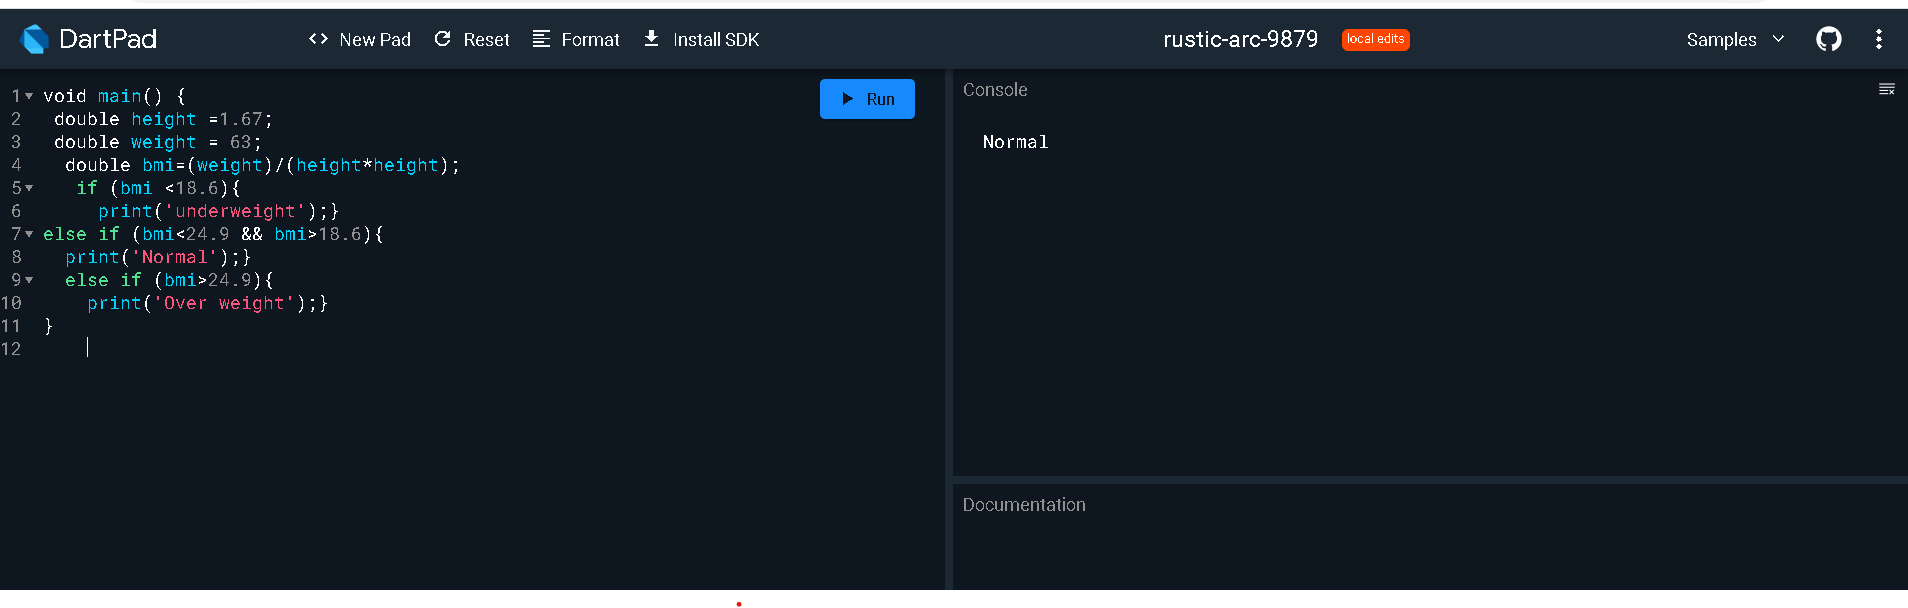 DartPad
<> New Pad
Reset
Format
Install SDK
rustic-arc-9879
local edits
Samples
1 void main() {
2  double height =1.67;
3  double weight = 63;
4   double bmi=(weight)/(height*height);
5    if (bmi <18.6){
6      print('underweight');}
7 else if (bmi<24.9 && bmi>18.6){
8   print('Normal');}
9   else if (bmi>24.9){
10     print('Over weight');}
11 }
12
Run
Console
Normal
Documentation